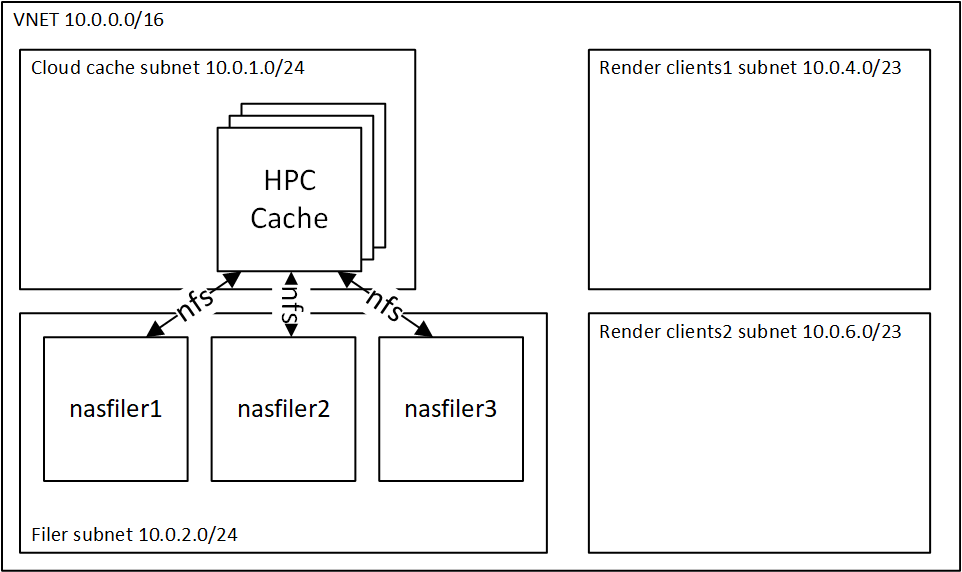 VNET 10.0.0.0/16
Cloud cache subnet 10.0.1.0/24
HPC
Cache
nfs
nfs
nfs
nasfiler1
nasfiler2
nasfiler3
Filer subnet 10.0.2.0/24
Render clients1 subnet 10.0.4.0/23
Render clients2 subnet 10.0.6.0/23